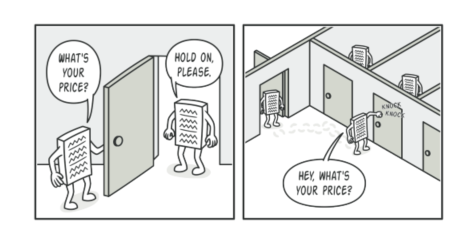 WHAT'S
YOUR
PRICE?
HOLD ON,
PLEASE.
KNOCK
KNOCK
HEY, WHAT'S
YOUR PRICE?